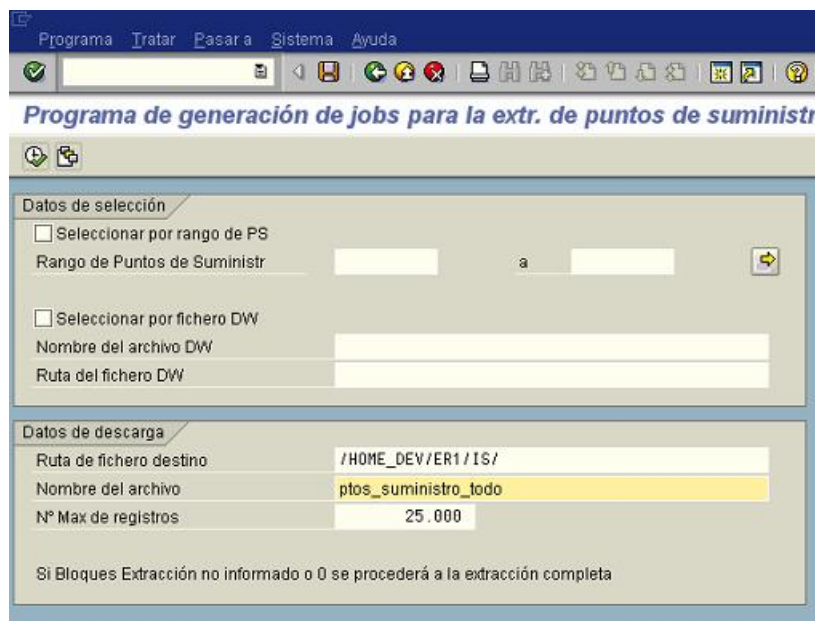 Programa Tratar Pasar a Sistema Ayuda
Programa de generación de jobs para la extr. de puntos de suministr
Datos de selección
Seleccionar por rango de PS
Rango de Puntos de Suministr a
Seleccionar por fichero DW
Nombre del archivo DW
Ruta del fichero DW
Datos de descarga
Ruta de fichero destino /HOME_DEV/ER1/IS/
Nombre del archivo ptos_suministro_todo
Nº Max de registros 25.000
Si Bloques Extracción no informado o 0 se procederá a la extracción completa